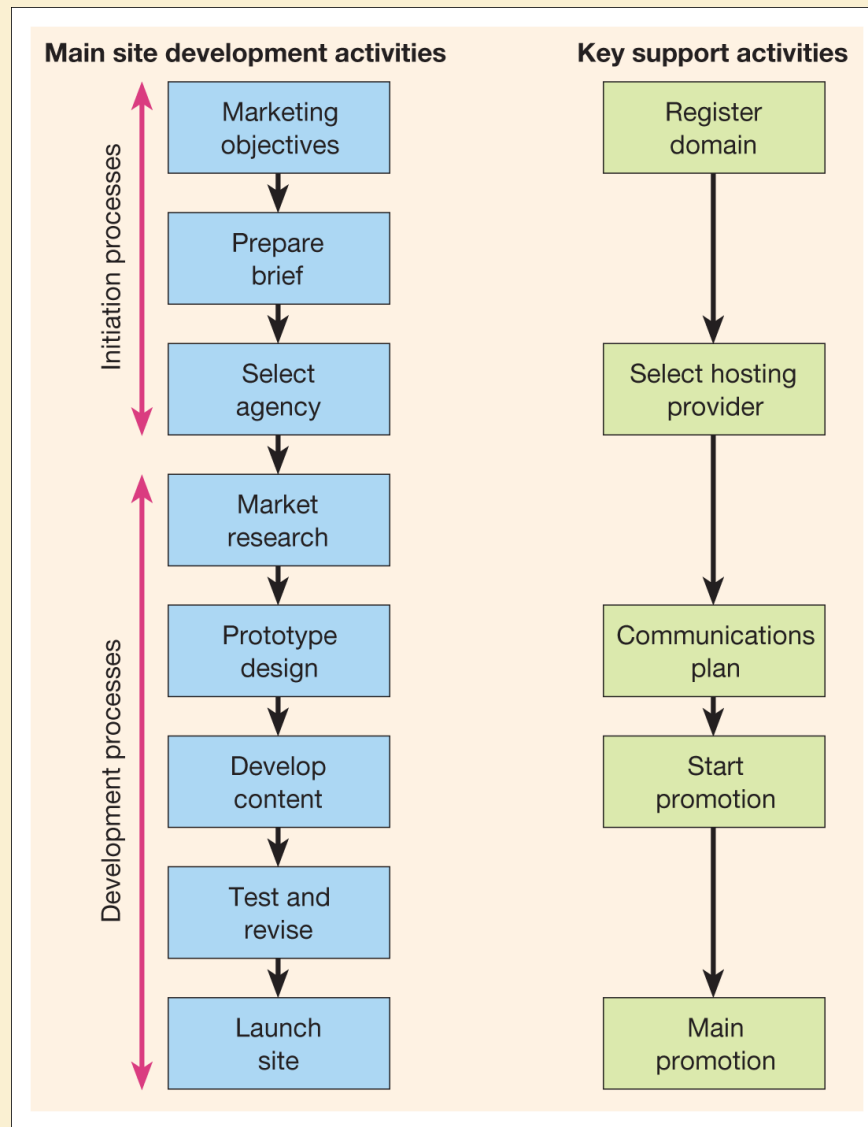 Main site development activities
Key support activities
Initiation processes
Marketing
objectives
Register
domain
Prepare
brief
Select
agency
Select hosting
provider
Development processes
Market
research
Prototype
design
Communications
plan
Develop
content
Start
promotion
Test and
revise
Launch
site
Main
promotion